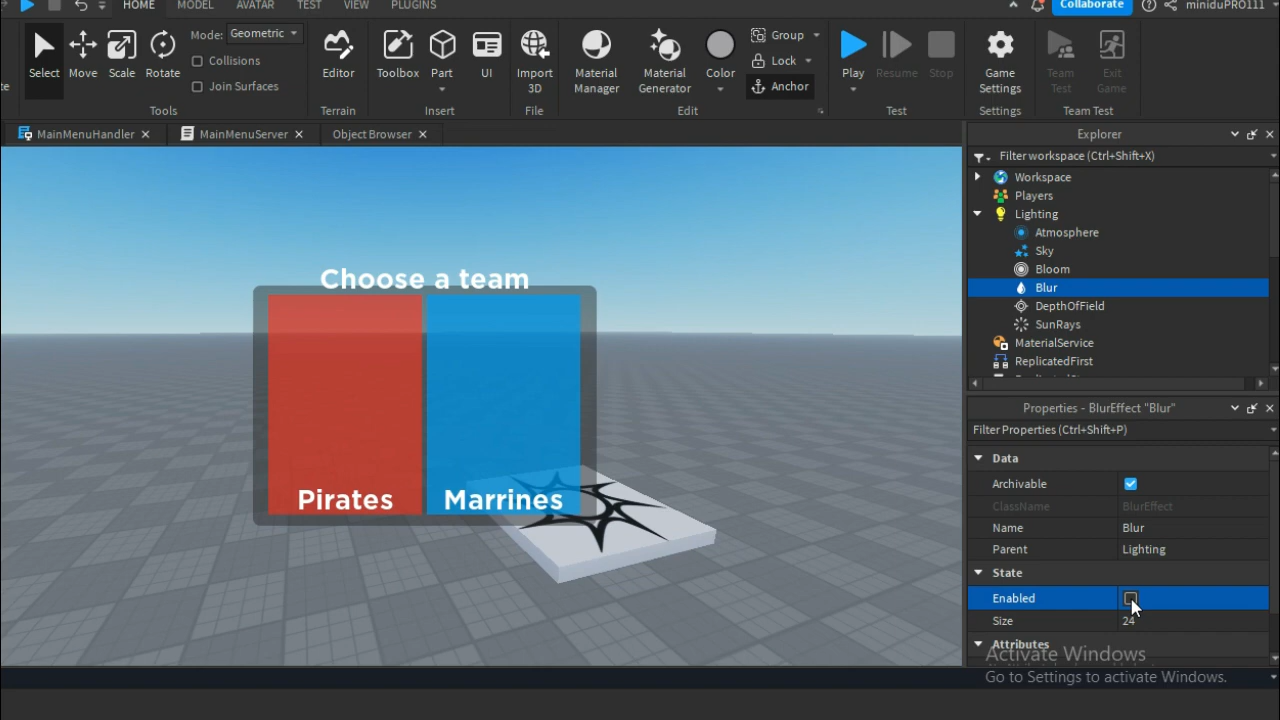 HOME MODEL AVATAR TEST VIEW PLUGINS Collaborate miniduPRO111
Mode: Geometric
Collisions
Join Surfaces
Select Move Scale Rotate
Editor
Toolbox Part UI
Import
3D
Material
Manager
Material
Generator
Color
Group
Lock
Anchor
Play Resume Stop
Game
Settings
Team
Test
Exit
Game
Tools Terrain Insert File Edit Test Settings Team Test
MainMenuHandler MainMenuServer Object Browser
Choose a team
Pirates Marrines
Explorer
Filter workspace (Ctrl+Shift+X)
Workspace
Players
Lighting
Atmosphere
Sky
Bloom
Blur
DepthOfField
SunRays
MaterialService
ReplicatedFirst
Properties - BlurEffect "Blur"
Filter Properties (Ctrl+Shift+P)
Data
Archivable
ClassName BlurEffect
Name Blur
Parent Lighting
State
Enabled
Size 24
Attributes
Activate Windows
Go to Settings to activate Windows.